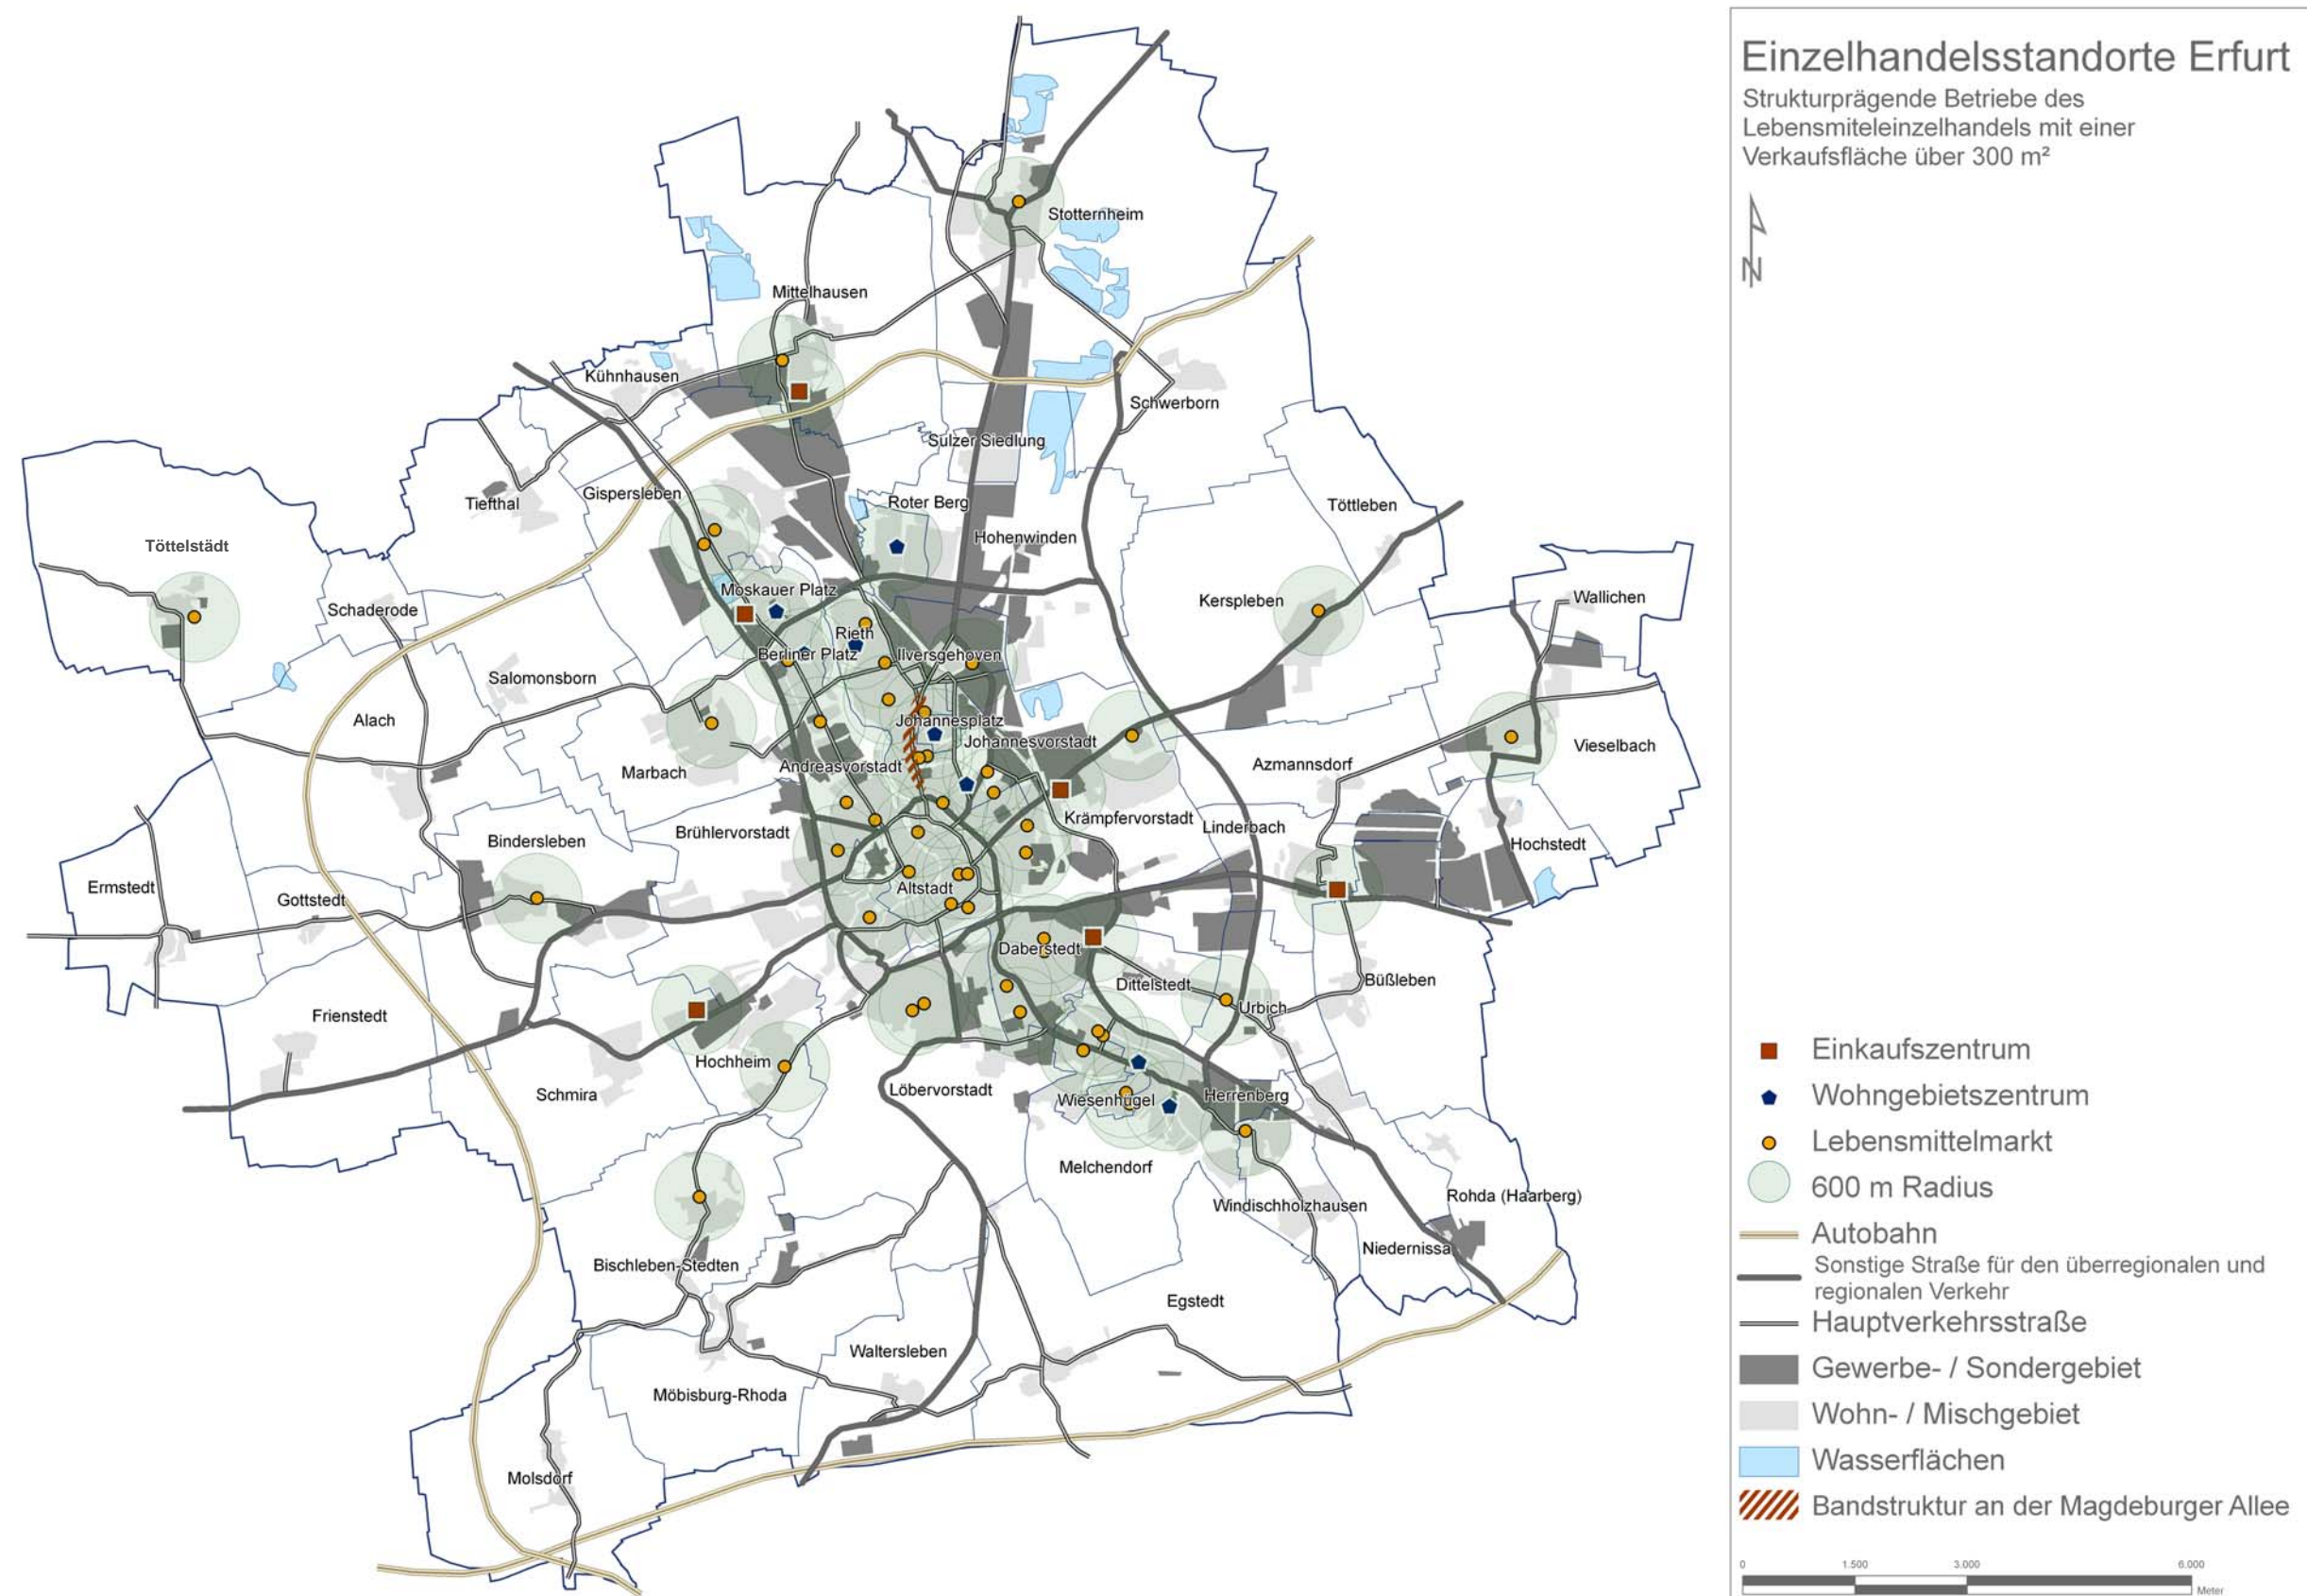 Einzelhandelsstandorte Erfurt
Strukturprägende Betriebe des
Lebensmiteleinzelhandels mit einer
Verkaufsfläche über 300 m²
N
Stotternheim
Mittelhausen
Kühnhausen
Schwerborn
Sulzer Siedlung
Tiefthal
Gispersleben
Roter Berg
Töttleben
Hohenwinden
Töttelstädt
Moskauer Platz
Schaderode
Kerspleben
Wallichen
Rieth
Berliner Platz
Ilversgehoven
Salomonsborn
Alach
Johannesplatz
Johannesvorstadt
Vieselbach
Marbach
Andreasvorstadt
Azmannsdorf
Krämpfervorstadt
Linderbach
Brühlervorstadt
Bindersleben
Hochstedt
Ermstedt
Gottstedt
Altstadt
Daberstedt
Dittelstedt
Büßleben
Urbich
Frienstedt
Hochheim
Schmira
Löbervorstadt
Wiesenhügel
Herrenberg
Melchendorf
Windischholzhausen
Rohda (Haarberg)
Niedernissa
Bischleben-Stedten
Egstedt
Waltersleben
Möbisburg-Rhoda
Molsdorf
Einkaufszentrum
Wohngebietszentrum
Lebensmittelmarkt
600 m Radius
Autobahn
Sonstige Straße für den überregionalen und
regionalen Verkehr
Hauptverkehrsstraße
Gewerbe- / Sondergebiet
Wohn- / Mischgebiet
Wasserflächen
Bandstruktur an der Magdeburger Allee
0 1.500 3.000 6.000
Meter